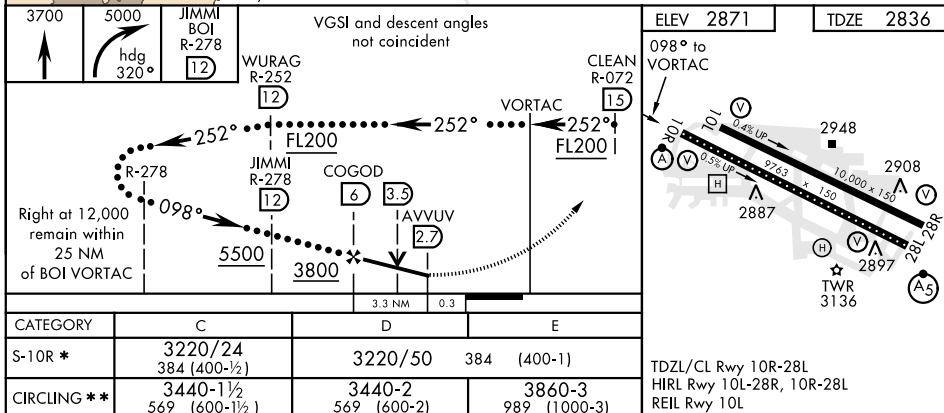 3700
5000
hdg
320°
JIMMI
BOI
R-278
12
VGSI and descent angles
not coincident
ELEV 2871
TDZE 2836
WURAG
R-252
12
CLEAN
R-072
15
VORTAC
252°
252°
252°
FL200
FL200
R-278
JIMMI
R-278
12
COGOD
6
3.5
AVVUV
2.7
098°
Right at 12,000
remain within
25 NM
of BOI VORTAC
5500
3800
3.3 NM
0.3
098° to
VORTAC
10R
10L
V
0.4% UP
2948
A
V
0.5% UP
9763 x 150
10,000 x 150
2908
V
H
2887
H
V
2897
28L
28R
TWR
3136
A5
CATEGORY C D E
S-10R * 3220/24 3220/50 384 (400-1)
384 (400-½)
CIRCLING ** 3440-1½ 3440-2 3860-3
569 (600-1½) 569 (600-2) 989 (1000-3)
TDZL/CL Rwy 10R-28L
HIRL Rwy 10L-28R, 10R-28L
REIL Rwy 10L